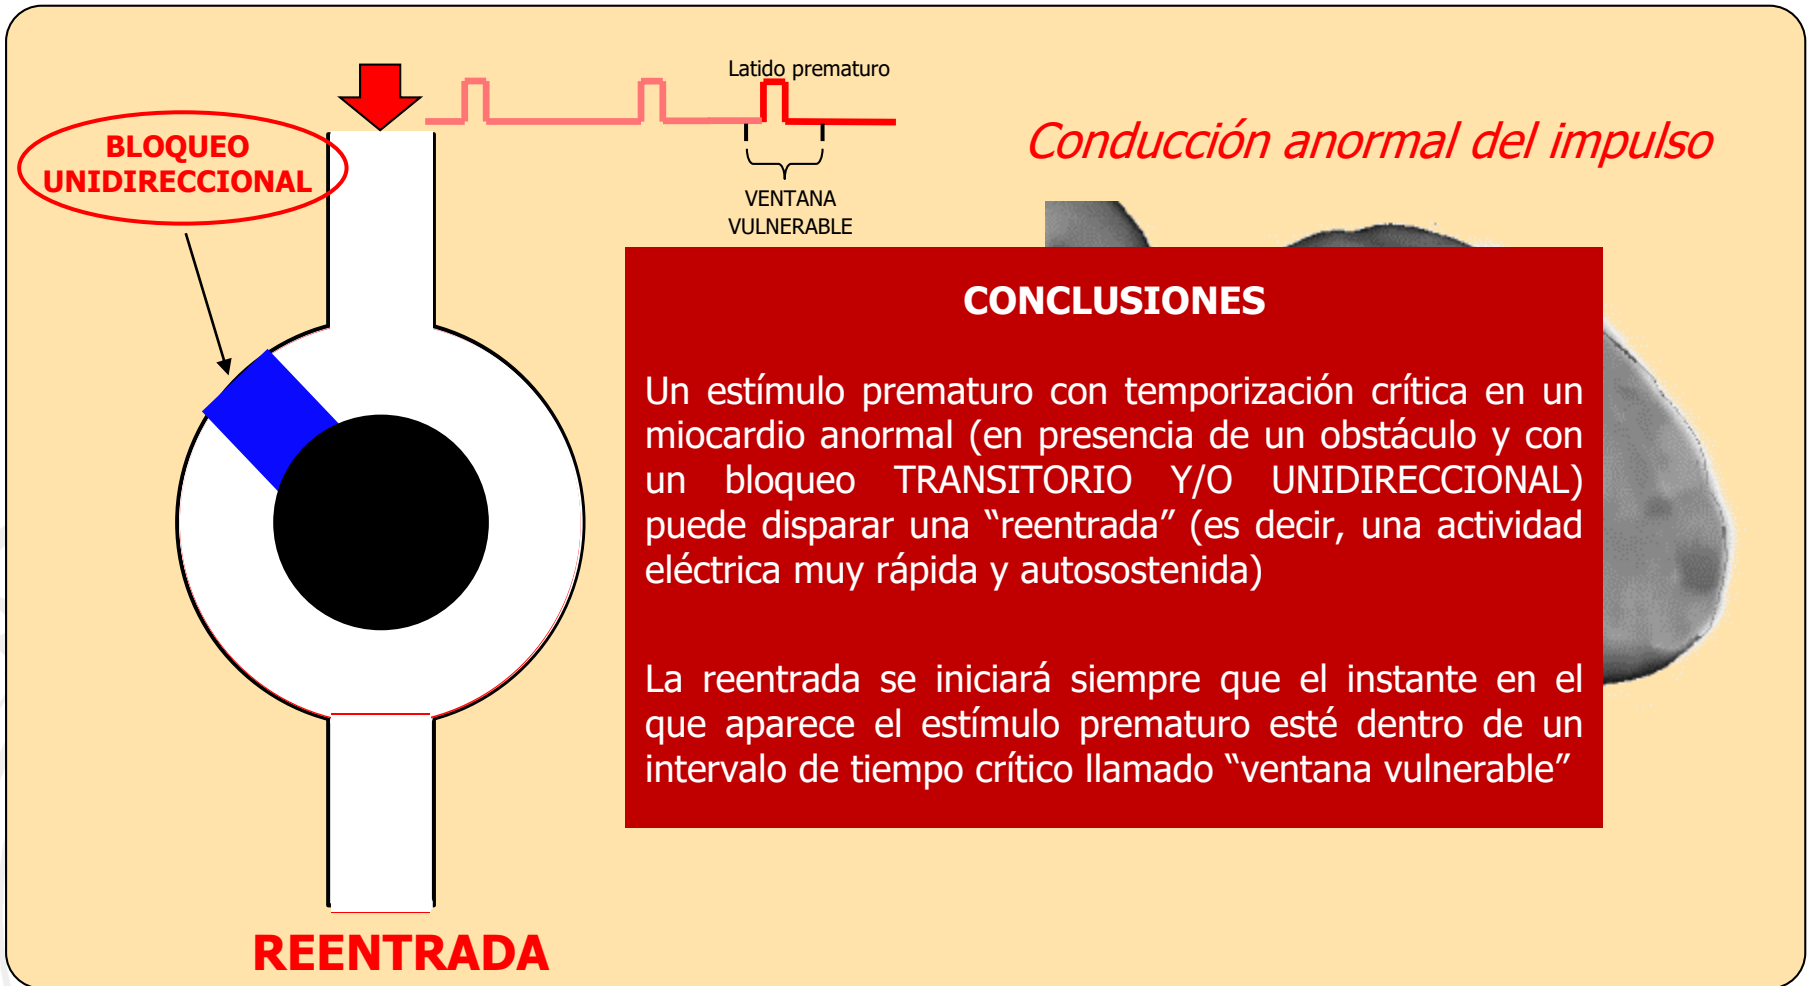 Latido prematuro
BLOQUEO
UNIDIRECCIONAL
VENTANA
VULNERABLE
Conducción anormal del impulso
CONCLUSIONES
Un estímulo prematuro con temporización crítica en un
miocardio anormal (en presencia de un obstáculo y con
un bloqueo TRANSITORIO Y/O UNIDIRECCIONAL)
puede disparar una “reentrada” (es decir, una actividad
eléctrica muy rápida y autosostenida)
La reentrada se iniciará siempre que el instante en el
que aparece el estímulo prematuro esté dentro de un
intervalo de tiempo crítico llamado “ventana vulnerable”
REENTRADA